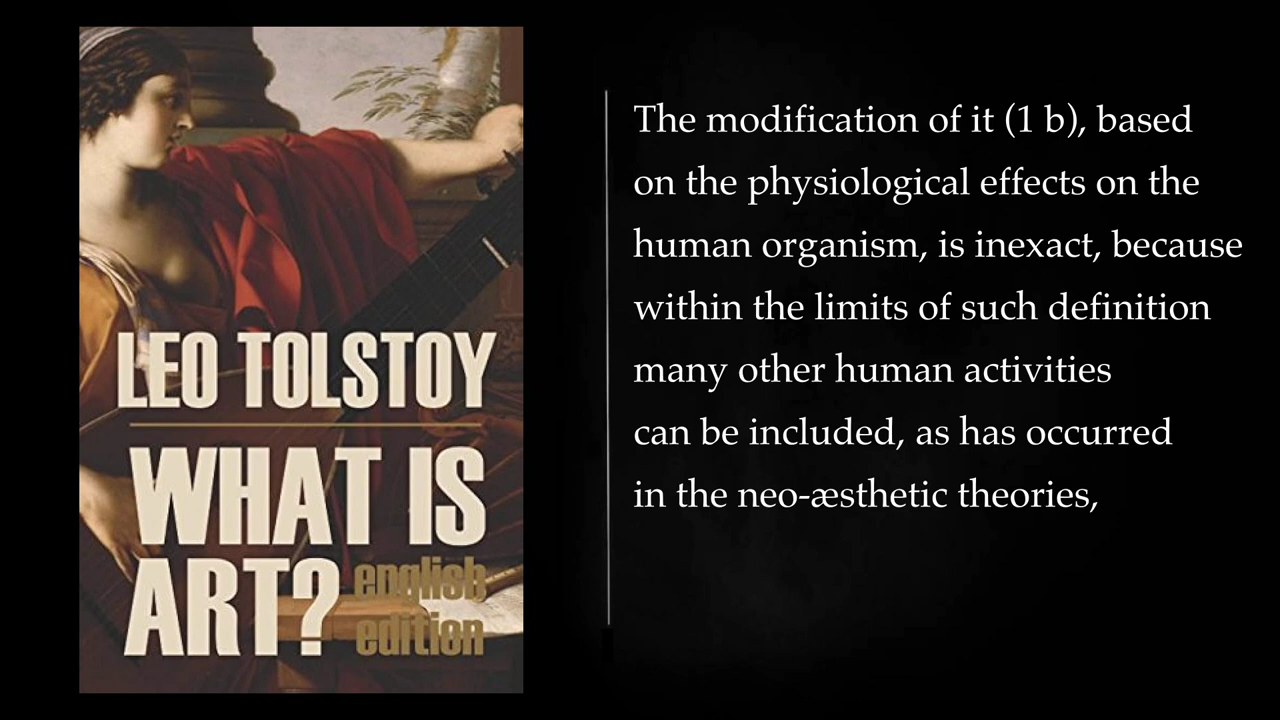 LEO TOLSTOY
WHAT IS
ART?
english
edition
The modification of it (1 b), based
on the physiological effects on the
human organism, is inexact, because
within the limits of such definition
many other human activities
can be included, as has occurred
in the neo-æsthetic theories,